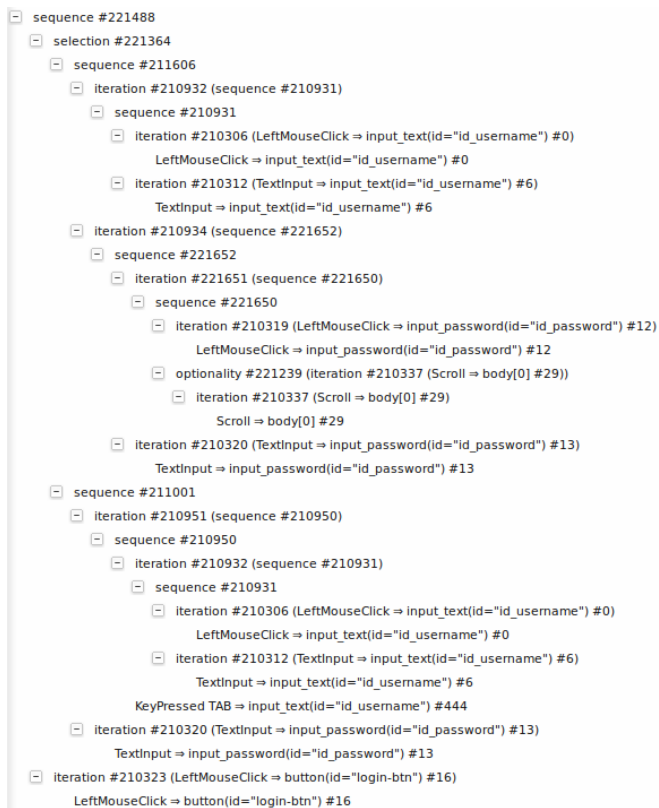 sequence #221488
selection #221364
sequence #211606
iteration #210932 (sequence #210931)
sequence #210931
iteration #210306 (LeftMouseClick ⇒ input_text(id="id_username") #0)
LeftMouseClick ⇒ input_text(id="id_username") #0
iteration #210312 (TextInput ⇒ input_text(id="id_username") #6)
TextInput ⇒ input_text(id="id_username") #6
iteration #210934 (sequence #221652)
sequence #221652
iteration #221651 (sequence #221650)
sequence #221650
iteration #210319 (LeftMouseClick ⇒ input_password(id="id_password") #12)
LeftMouseClick ⇒ input_password(id="id_password") #12
optionality #221239 (iteration #210337 (Scroll ⇒ body[0] #29))
iteration #210337 (Scroll ⇒ body[0] #29)
Scroll ⇒ body[0] #29
iteration #210320 (TextInput ⇒ input_password(id="id_password") #13)
TextInput ⇒ input_password(id="id_password") #13
sequence #211001
iteration #210951 (sequence #210950)
sequence #210950
iteration #210932 (sequence #210931)
sequence #210931
iteration #210306 (LeftMouseClick ⇒ input_text(id="id_username") #0)
LeftMouseClick ⇒ input_text(id="id_username") #0
iteration #210312 (TextInput ⇒ input_text(id="id_username") #6)
TextInput ⇒ input_text(id="id_username") #6
KeyPressed TAB ⇒ input_text(id="id_username") #444
iteration #210320 (TextInput ⇒ input_password(id="id_password") #13)
TextInput ⇒ input_password(id="id_password") #13
iteration #210323 (LeftMouseClick ⇒ button(id="login-btn") #16)
LeftMouseClick ⇒ button(id="login-btn") #16